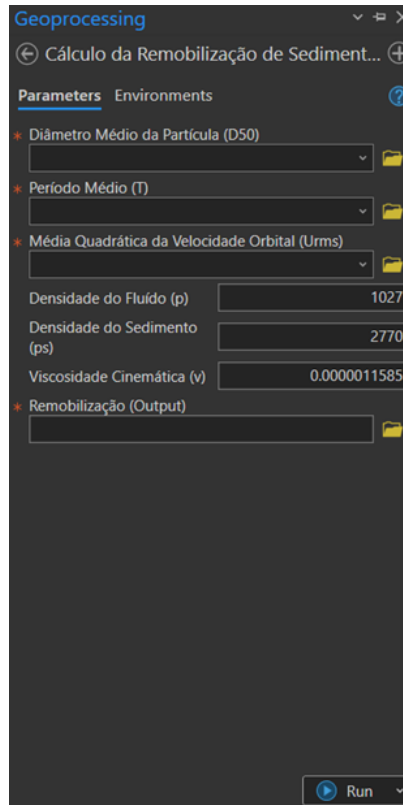 Geoprocessing
Cálculo da Remobilização de Sediment...
Parameters Environments
* Diâmetro Médio da Partícula (D50)
* Período Médio (T)
* Média Quadrática da Velocidade Orbital (Urms)
Densidade do Fluído (p) 1027
Densidade do Sedimento
(ps) 2770
Viscosidade Cinemática (v) 0.0000011585
* Remobilização (Output)
Run